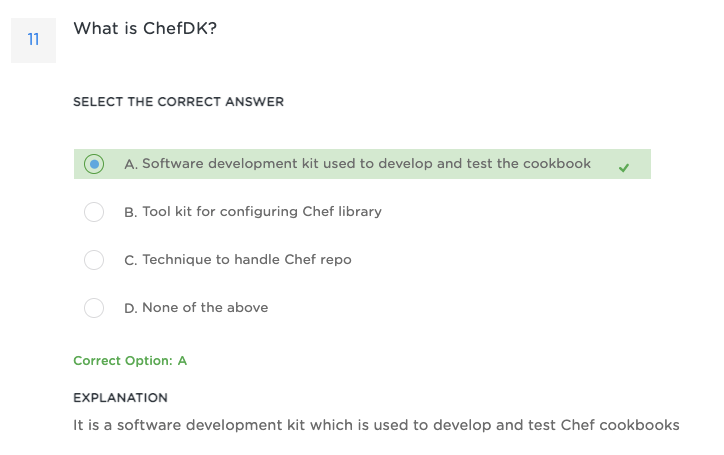 11
What is ChefDK?
SELECT THE CORRECT ANSWER
A. Software development kit used to develop and test the cookbook
B. Tool kit for configuring Chef library
C. Technique to handle Chef repo
D. None of the above
Correct Option: A
EXPLANATION
It is a software development kit which is used to develop and test Chef cookbooks